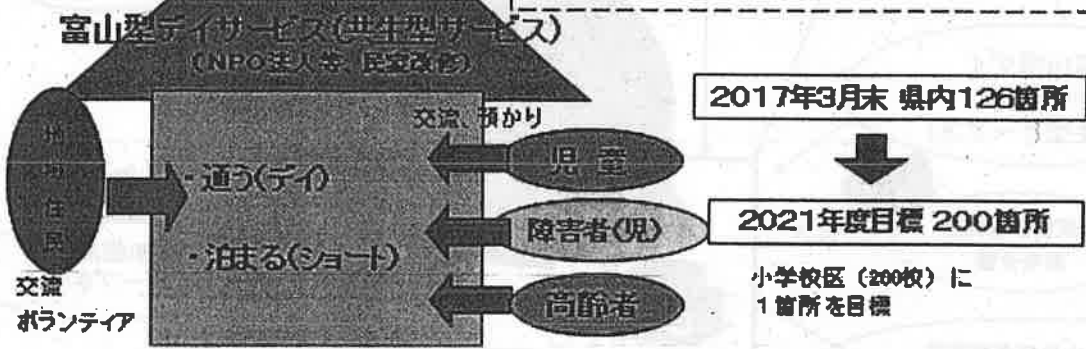 富山型デイサービス(共生型サービス)
(NPO法人等、民家改修)
地域住民
交流
ボランティア
・通う(デイ)
・泊まる(ショート)
交流、預かり
児童
障害者(児)
高齢者
2017年3月末 県内126箇所
2021年度目標 200箇所
小学校区(200校)に
1箇所を目標